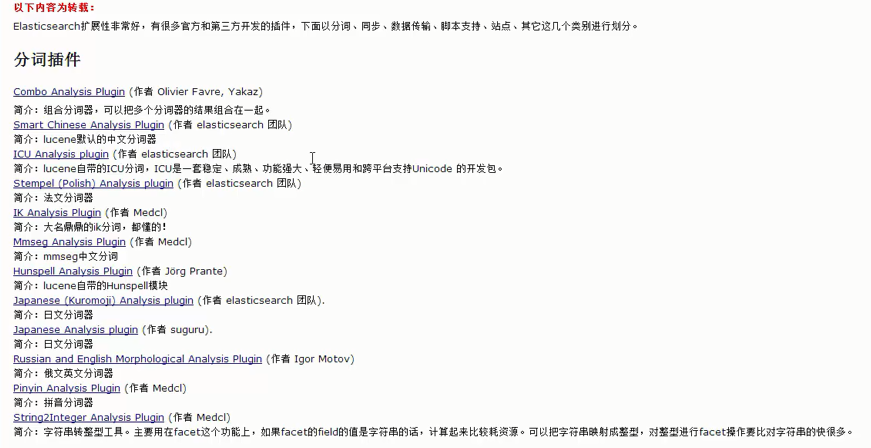 以下内容为转载：
Elasticsearch扩展性非常好，有很多官方和第三方开发的插件，下面以分词、同步、数据传输、脚本支持、站点、其它这几个类别进行划分。
分词插件
Combo Analysis Plugin (作者 Olivier Favre, Yakaz)
简介：组合分词器，可以把多个分词器的结果组合在一起。
Smart Chinese Analysis Plugin (作者 elasticsearch 团队)
简介：lucene默认的中文分词器
ICU Analysis plugin (作者 elasticsearch 团队)
简介：lucene自带的ICU分词，ICU是一套稳定、成熟、功能强大、轻便易用和跨平台支持Unicode 的开发包。
Stempel (Polish) Analysis plugin (作者 elasticsearch 团队)
简介：法文分词器
IK Analysis Plugin (作者 Medcl)
简介：大名鼎鼎的ik分词，都懂的！
Mmseg Analysis Plugin (作者 Medcl)
简介：mmseg中文分词
Hunspell Analysis Plugin (作者 Jörg Prante)
简介：lucene自带的Hunspell模块
Japanese (Kuromoji) Analysis plugin (作者 elasticsearch 团队).
简介：日文分词器
Japanese Analysis plugin (作者 suguru).
简介：日文分词器
Russian and English Morphological Analysis Plugin (作者 Igor Motov)
简介：俄文英文分词器
Pinyin Analysis Plugin (作者 Medcl)
简介：拼音分词器
String2Integer Analysis Plugin (作者 Medcl)
简介：字符串转整型工具。主要用在facet这个功能上，如果facet的field的值是字符串的话，计算起来比较耗资源。可以把字符串映射成整型，对整型进行facet操作要比对字符串的快很多。